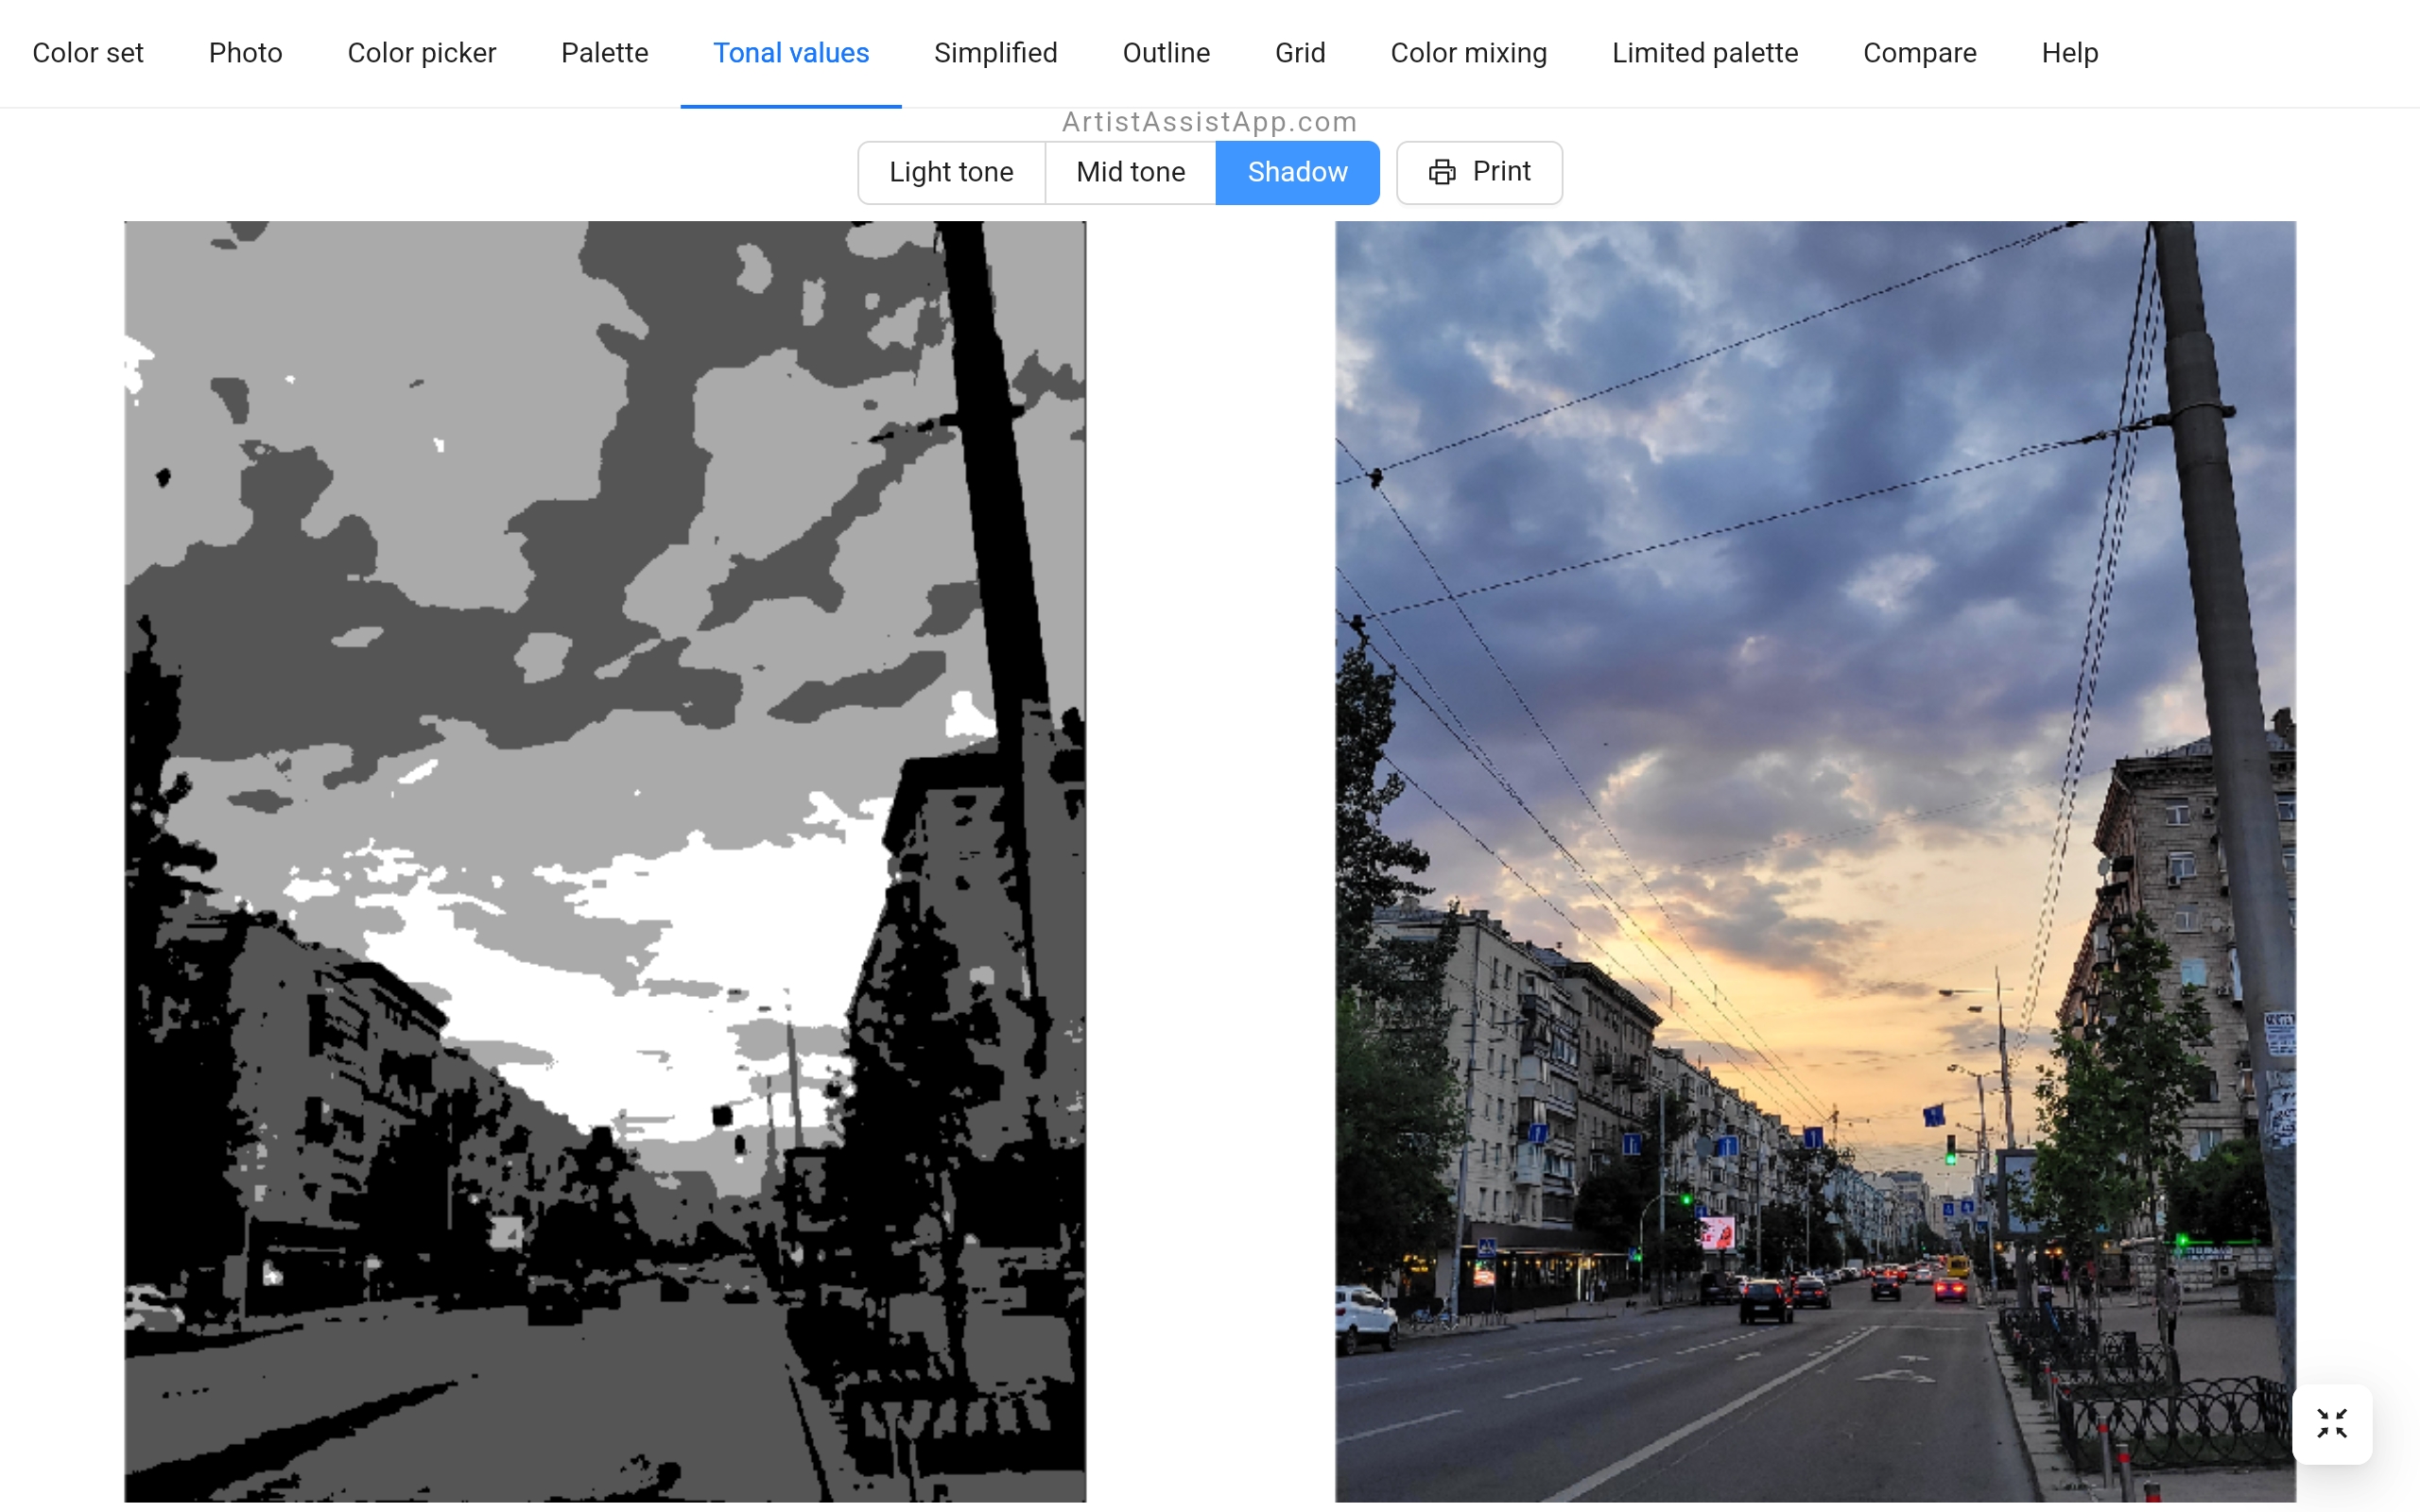 Color set Photo Color picker Palette Tonal values Simplified Outline Grid Color mixing Limited palette Compare Help
ArtistAssistApp.com
Light tone Mid tone Shadow Print